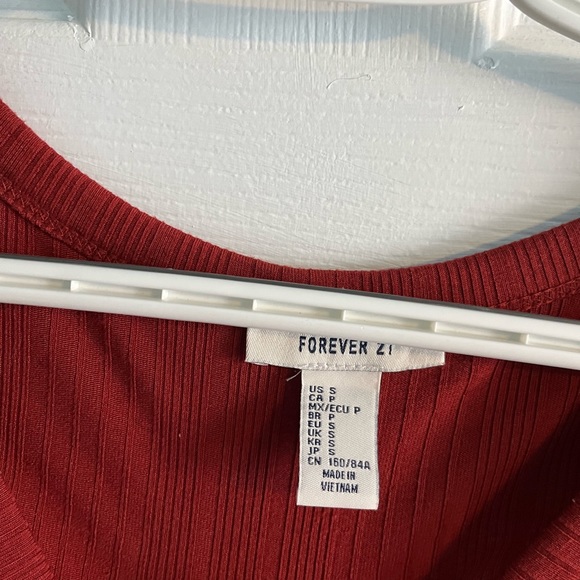 FOREVER 21
US S
CA P
MX/ECU P
BR P
EU S
UK S
KR S
JP S
CN 160/84A
MADE IN
VIETNAM